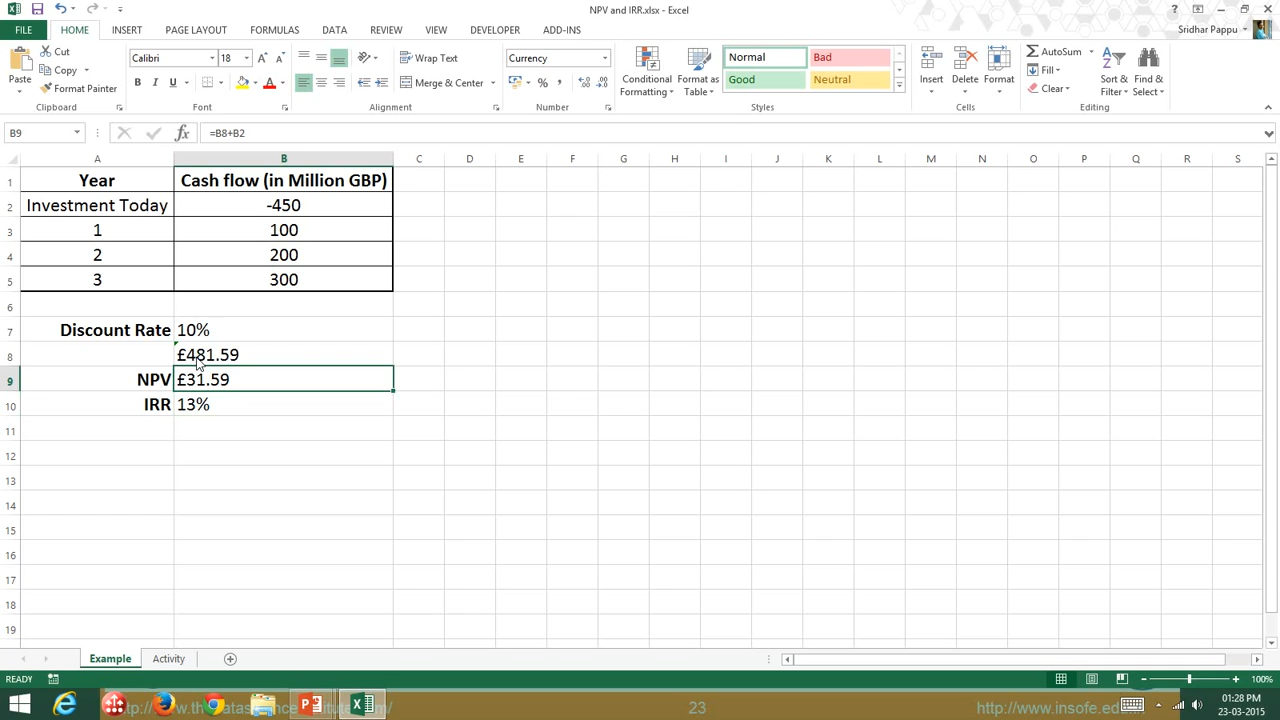 NPV and IRR.xlsx - Excel
FILE HOME INSERT PAGE LAYOUT FORMULAS DATA REVIEW VIEW DEVELOPER ADD-INS Sridhar Pappu
Paste Cut Copy Format Painter Clipboard
Calibri 18 B I U A A A Font
Wrap Text Merge & Center Alignment
Currency % , .0 .00 Number
Conditional Formatting Format as Table Normal Bad Good Neutral Styles
Insert Delete Format Cells
AutoSum Fill Clear Sort & Filter Find & Select Editing
B9 fx =B8+B2
A B C D E F G H I J K L M N O P Q R S
1 Year Cash flow (in Million GBP)
2 Investment Today -450
3 1 100
4 2 200
5 3 300
6
7 Discount Rate 10%
8 £481.59
9 NPV £31.59
10 IRR 13%
11
12
13
14
15
16
17
18
19
Example Activity
READY 100%
23 01:28 PM
23-03-2015